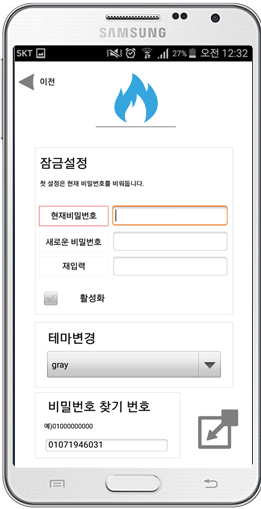 SAMSUNG
SKT 27% 오전 12:32
이전
잠금설정
첫 설정은 현재 비밀번호를 비워둡니다.
현재비밀번호
새로운 비밀번호
재입력
활성화
테마변경
gray
비밀번호 찾기 번호
예)01000000000
01071946031